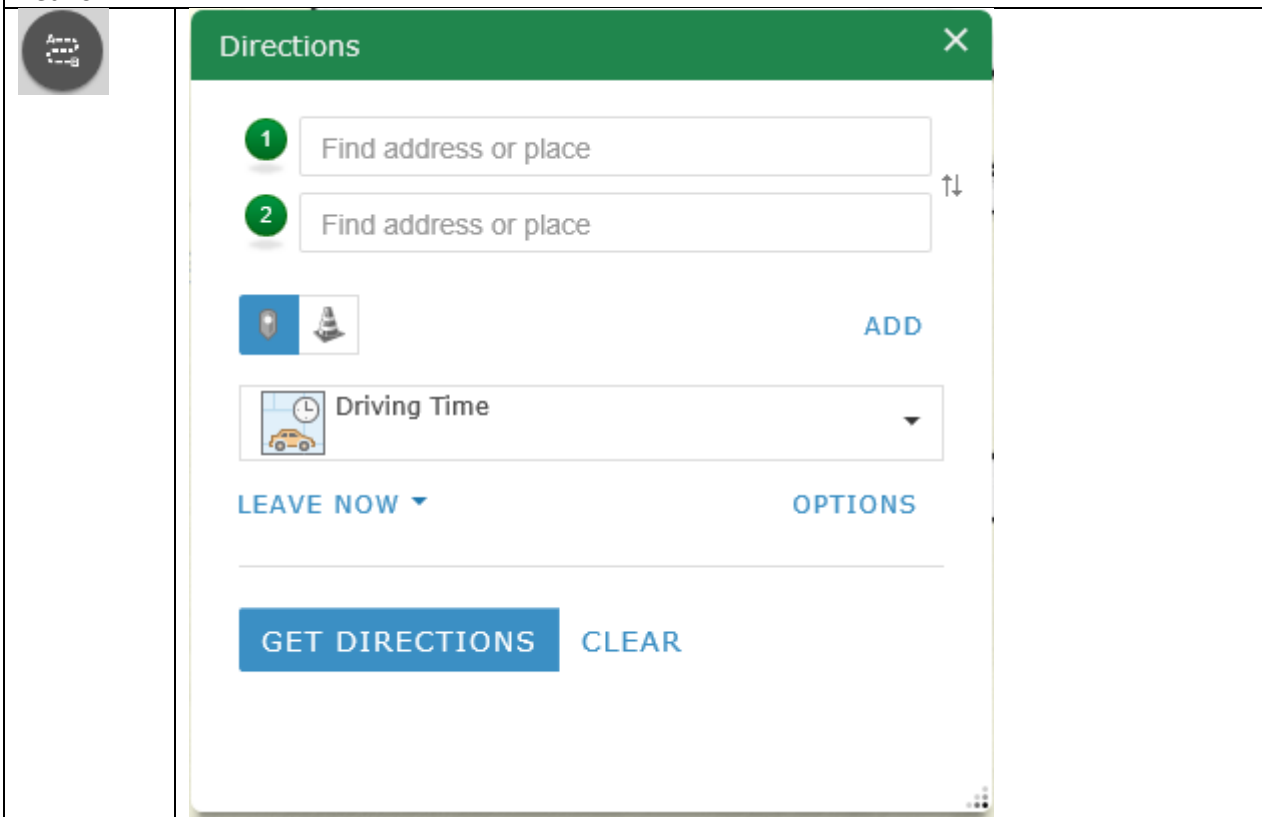 Directions
1 Find address or place
2 Find address or place
ADD
Driving Time
LEAVE NOW OPTIONS
GET DIRECTIONS CLEAR